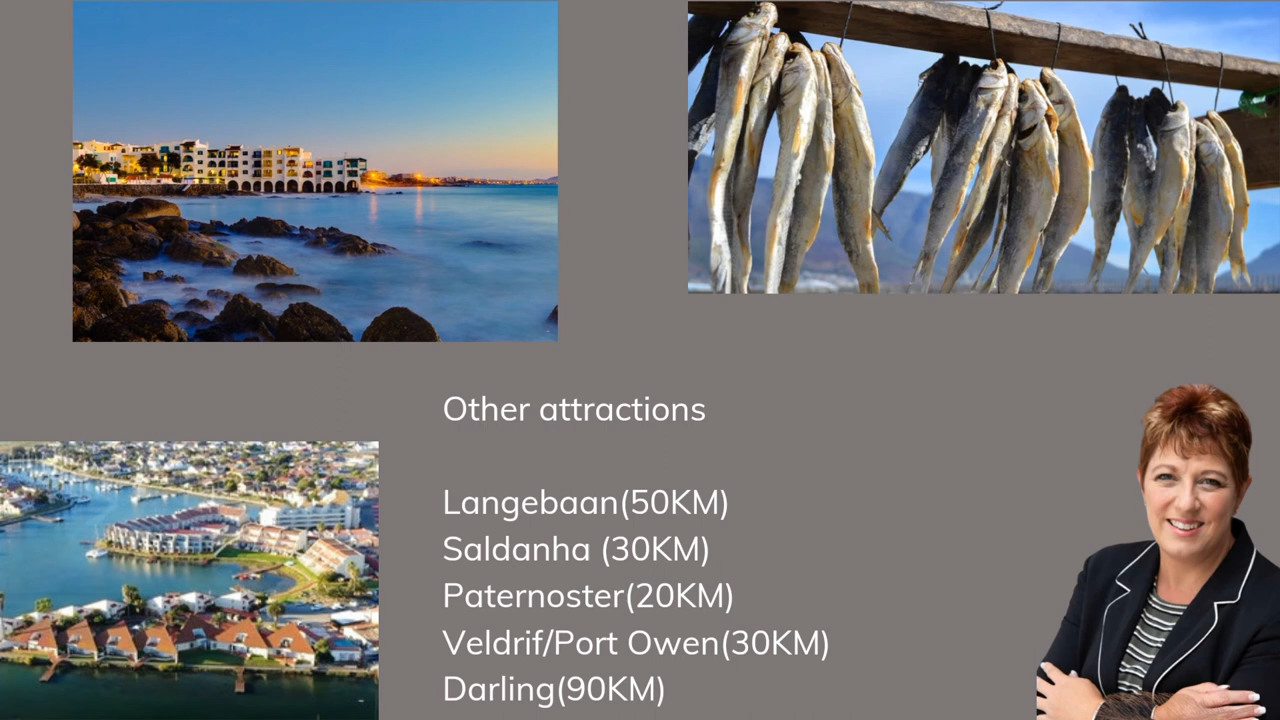 Other attractions
Langebaan(50KM)
Saldanha (30KM)
Paternoster(20KM)
Veldrif/Port Owen(30KM)
Darling(90KM)